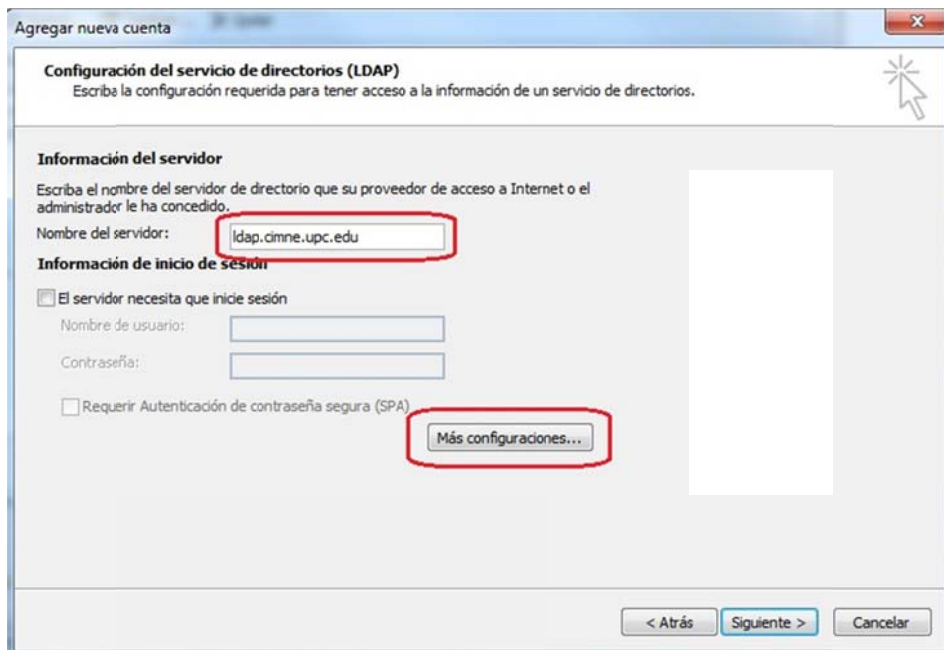 Agregar nueva cuenta
Configuración del servicio de directorios (LDAP)
Escriba la configuración requerida para tener acceso a la información de un servicio de directorios.
Información del servidor
Escriba el nombre del servidor de directorio que su proveedor de acceso a Internet o el
administrador le ha concedido.
Nombre del servidor:
ldap.cimne.upc.edu
Información de inicio de sesión
El servidor necesita que inicie sesión
Nombre de usuario:
Contraseña:
Requerir Autenticación de contraseña segura (SPA)
Más configuraciones...
< Atrás
Siguiente >
Cancelar